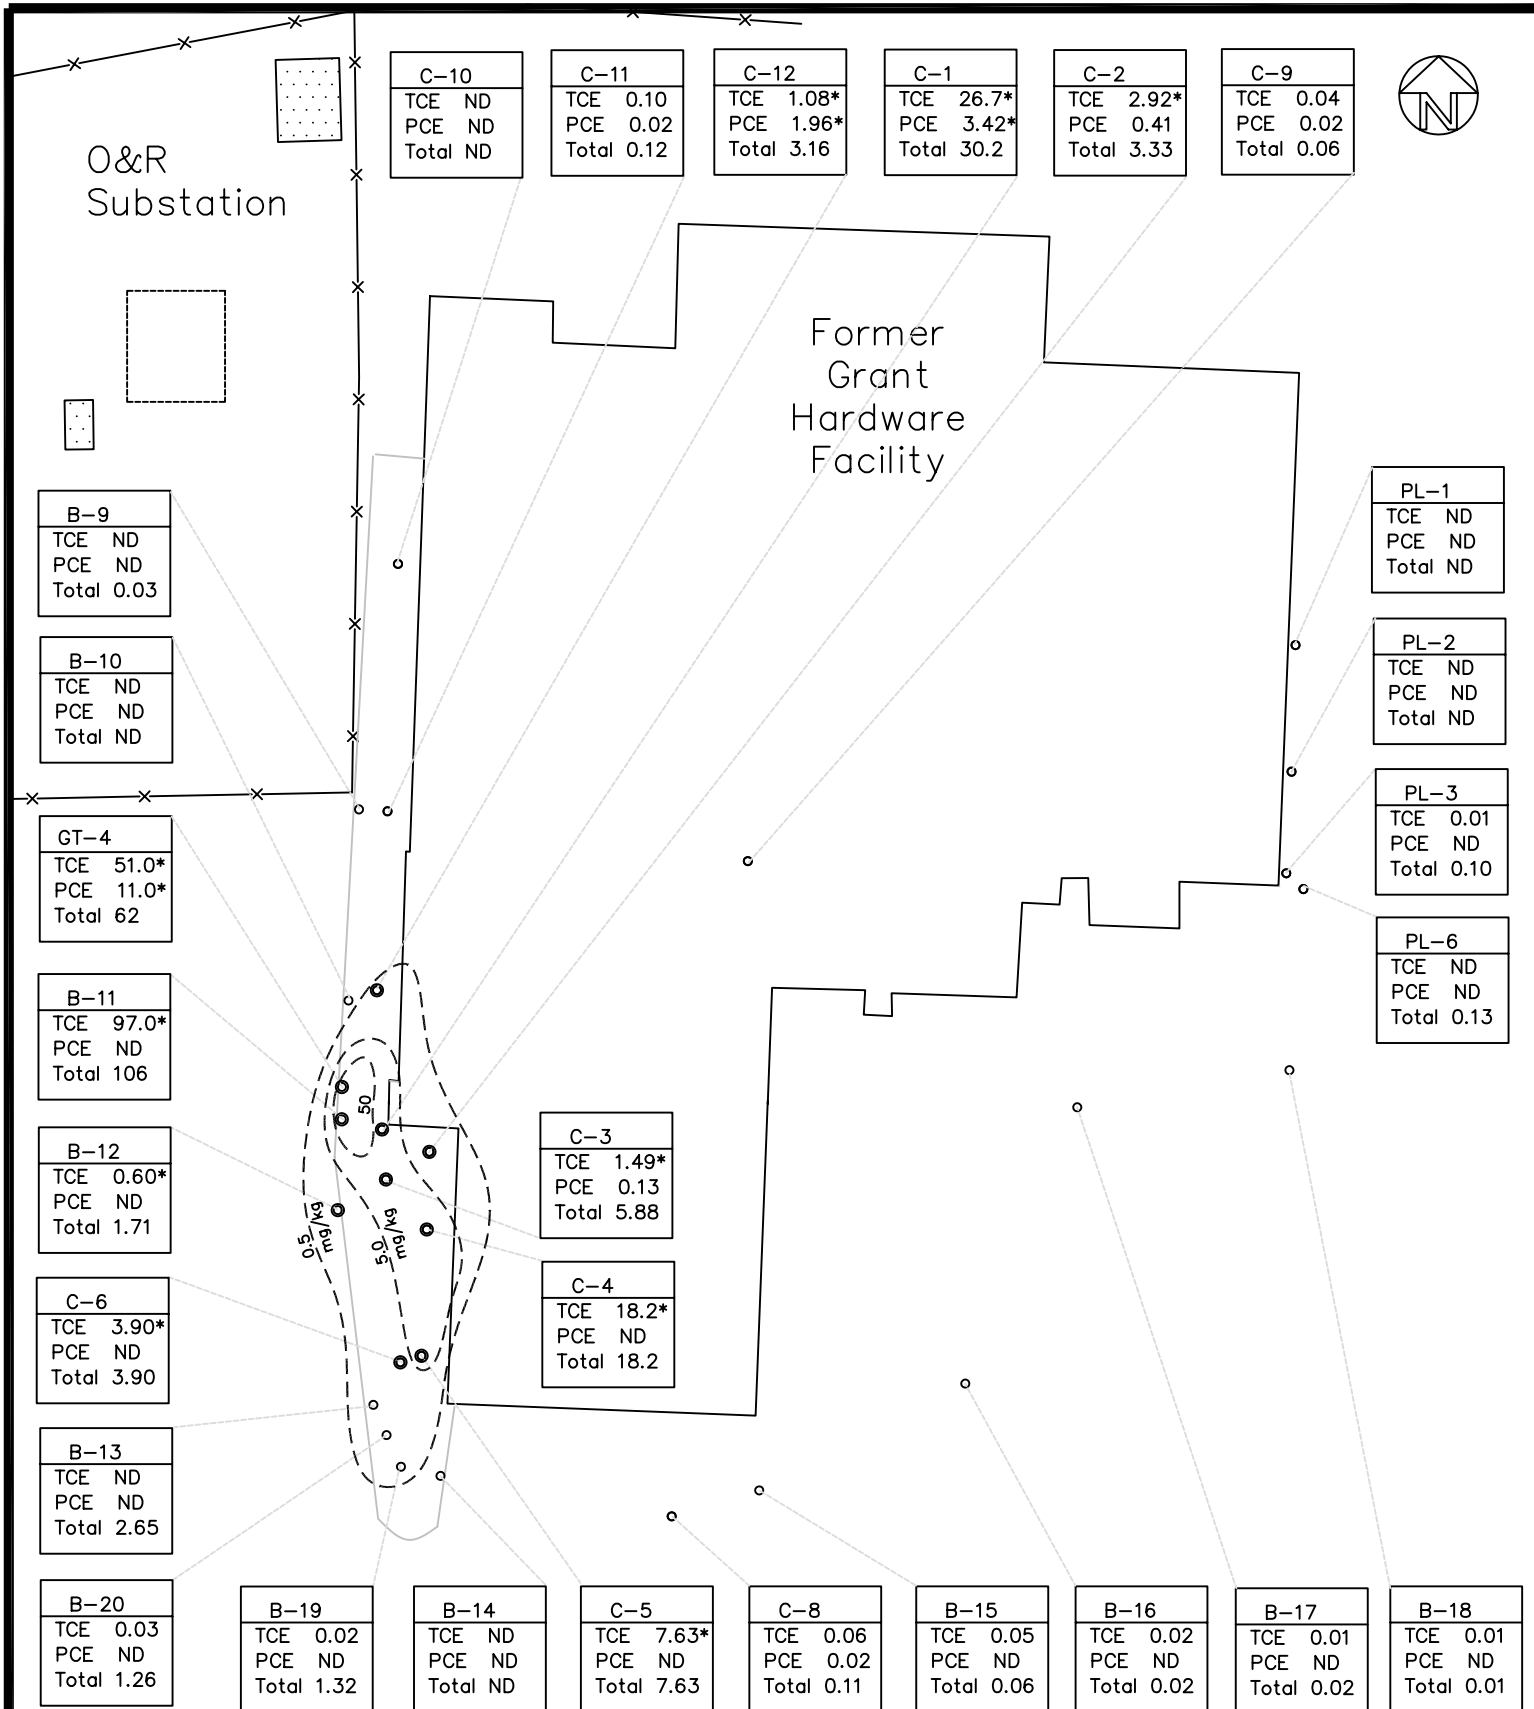 C-10
TCE ND
PCE ND
Total ND
C-11
TCE 0.10
PCE 0.02
Total 0.12
C-12
TCE 1.08*
PCE 1.96*
Total 3.16
C-1
TCE 26.7*
PCE 3.42*
Total 30.2
C-2
TCE 2.92*
PCE 0.41
Total 3.33
C-9
TCE 0.04
PCE 0.02
Total 0.06
N
O&R
Substation
Former
Grant
Hardware
Facility
B-9
TCE ND
PCE ND
Total 0.03
B-10
TCE ND
PCE ND
Total ND
GT-4
TCE 51.0*
PCE 11.0*
Total 62
B-11
TCE 97.0*
PCE ND
Total 106
B-12
TCE 0.60*
PCE ND
Total 1.71
C-6
TCE 3.90*
PCE ND
Total 3.90
B-13
TCE ND
PCE ND
Total 2.65
B-20
TCE 0.03
PCE ND
Total 1.26
PL-1
TCE ND
PCE ND
Total ND
PL-2
TCE ND
PCE ND
Total ND
PL-3
TCE 0.01
PCE ND
Total 0.10
PL-6
TCE ND
PCE ND
Total 0.13
50
0.5
mg/kg
5.0
mg/kg
C-3
TCE 1.49*
PCE 0.13
Total 5.88
C-4
TCE 18.2*
PCE ND
Total 18.2
B-19
TCE 0.02
PCE ND
Total 1.32
B-14
TCE ND
PCE ND
Total ND
C-5
TCE 7.63*
PCE ND
Total 7.63
C-8
TCE 0.06
PCE 0.02
Total 0.11
B-15
TCE 0.05
PCE ND
Total 0.06
B-16
TCE 0.02
PCE ND
Total 0.02
B-17
TCE 0.01
PCE ND
Total 0.02
B-18
TCE 0.01
PCE ND
Total 0.01